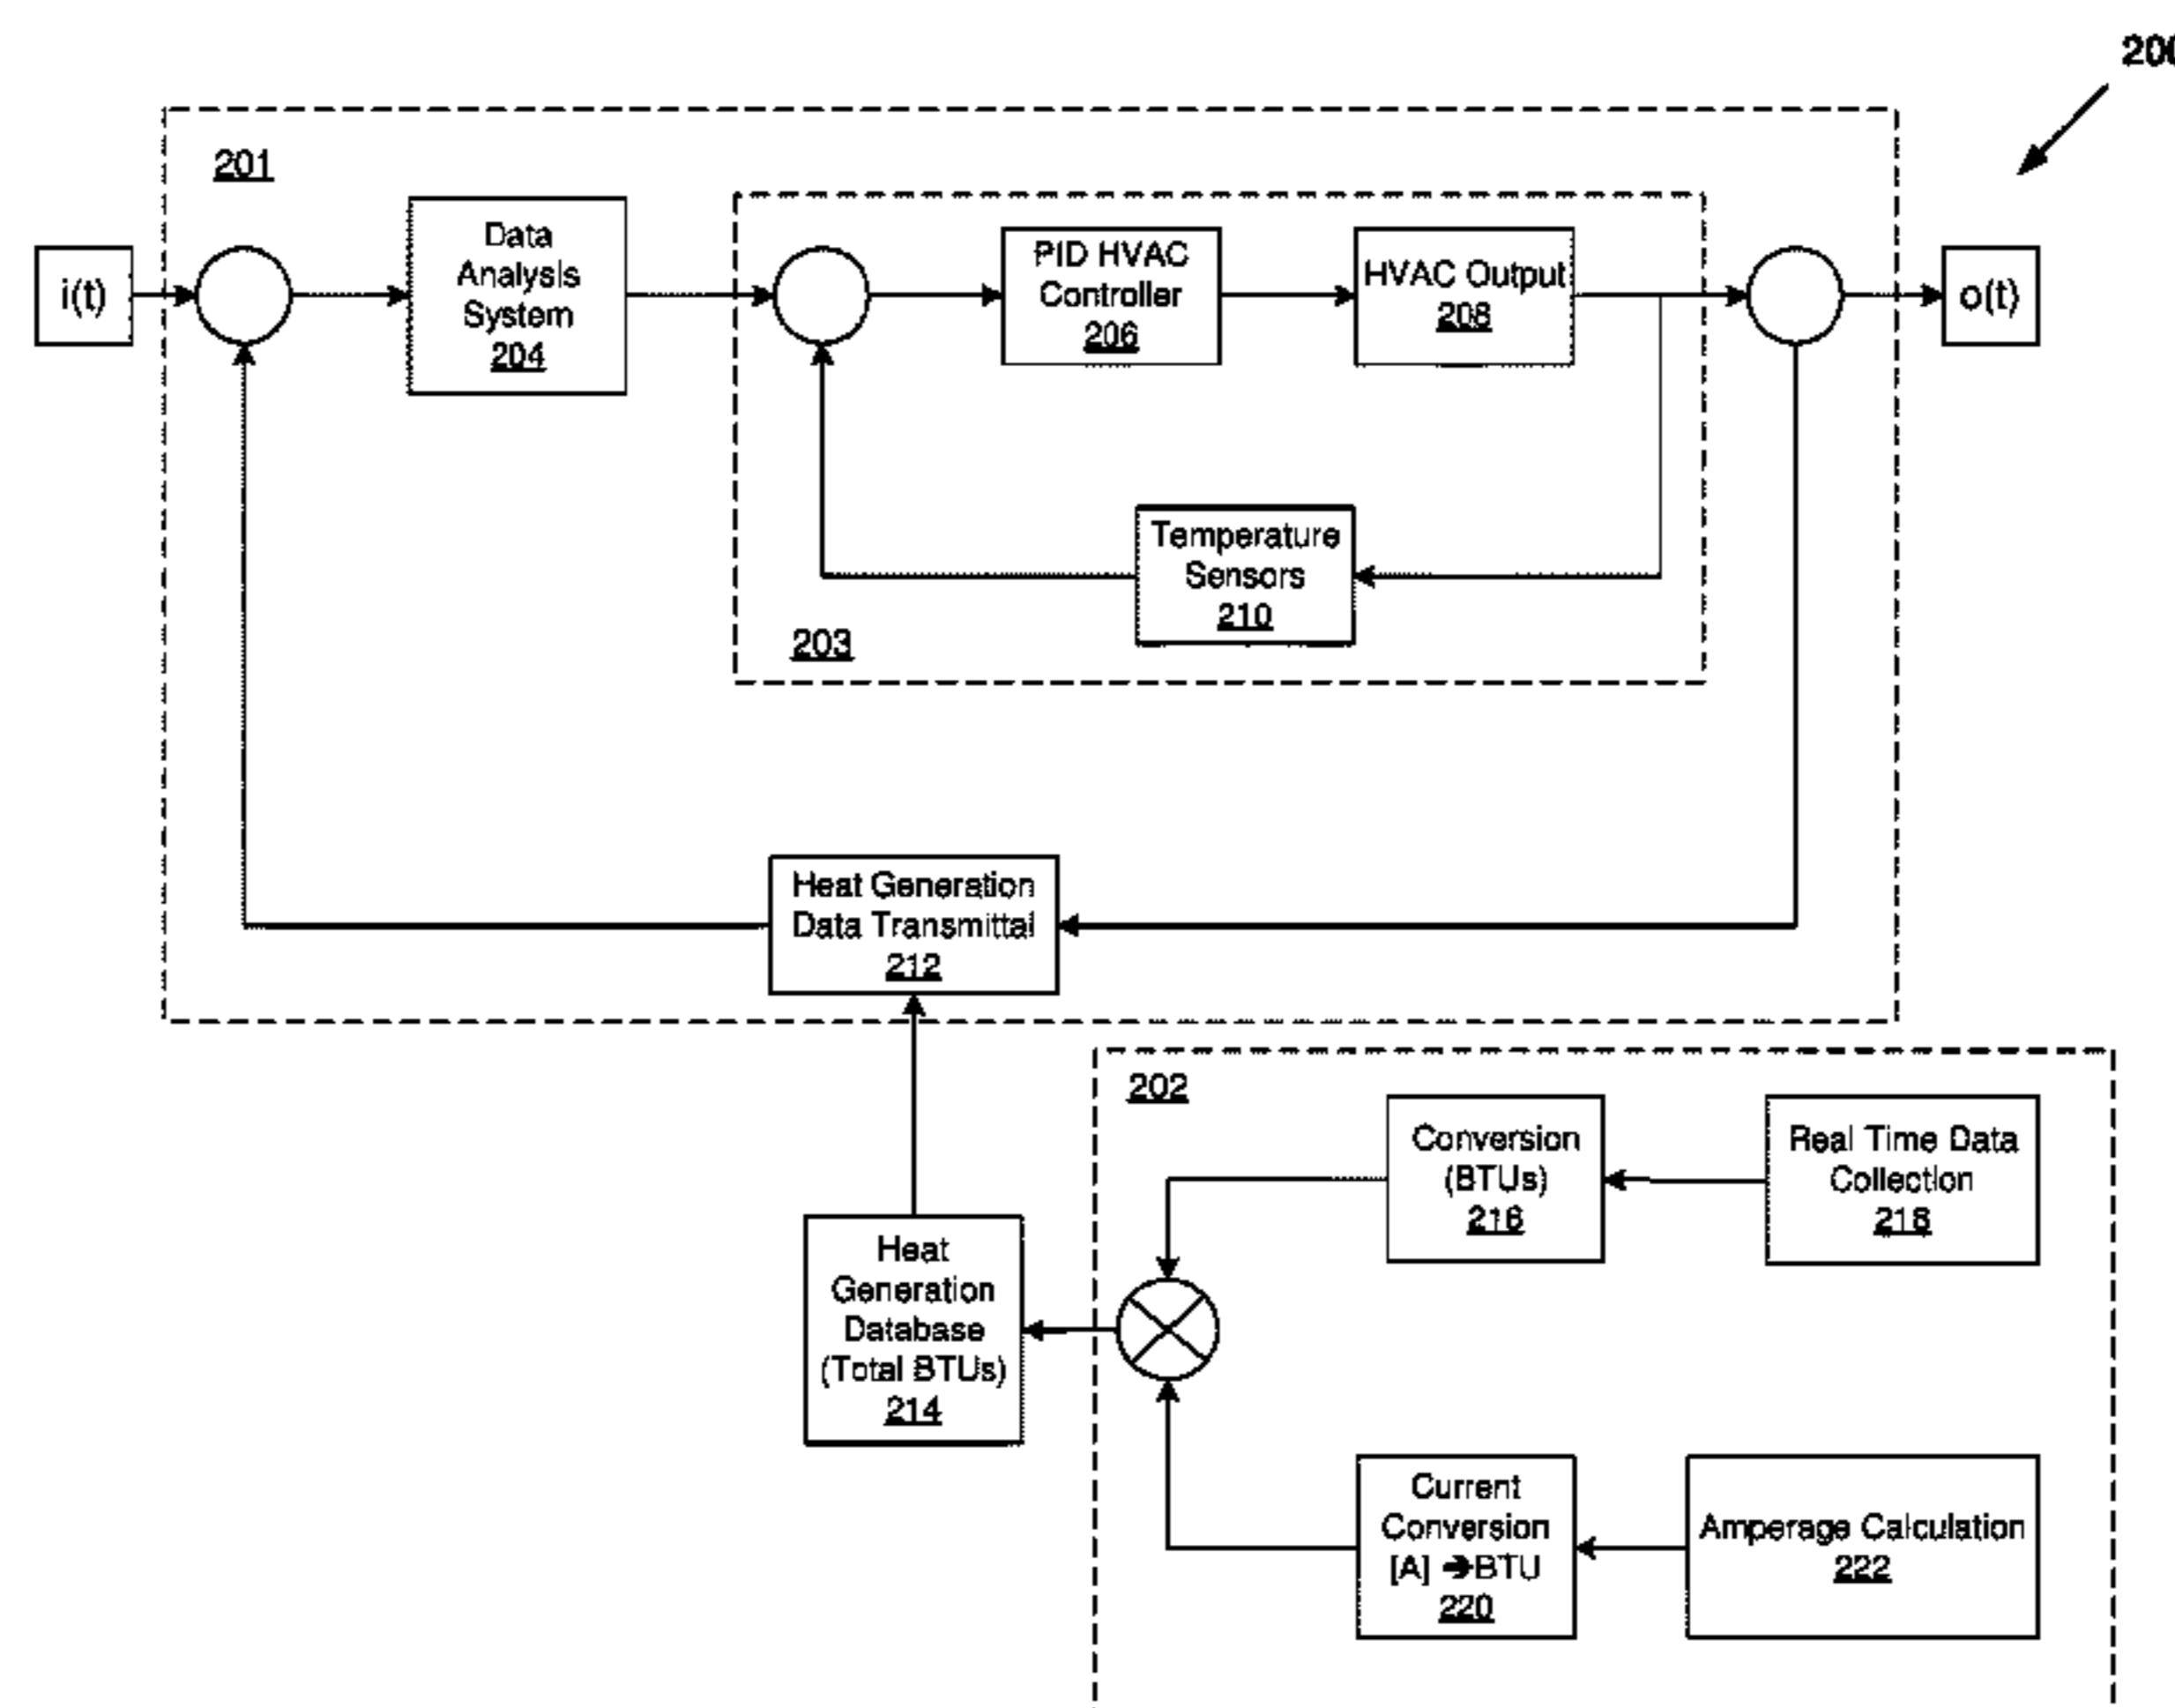 200
201
i(t)
Data
Analysis
System
204
PID HVAC
Controller
206
HVAC Output
208
o(t)
Temperature
Sensors
210
203
Heat Generation
Data Transmittal
212
202
Conversion
(BTUs)
216
Real Time Data
Collection
218
Heat
Generation
Database
(Total BTUs)
214
Current
Conversion
[A] ➔BTU
220
Amperage Calculation
222